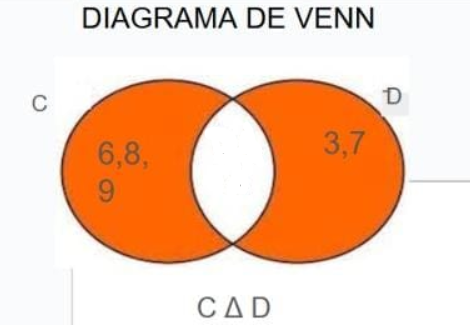 DIAGRAMA DE VENN
C
D
6,8,
9
3,7
C Δ D